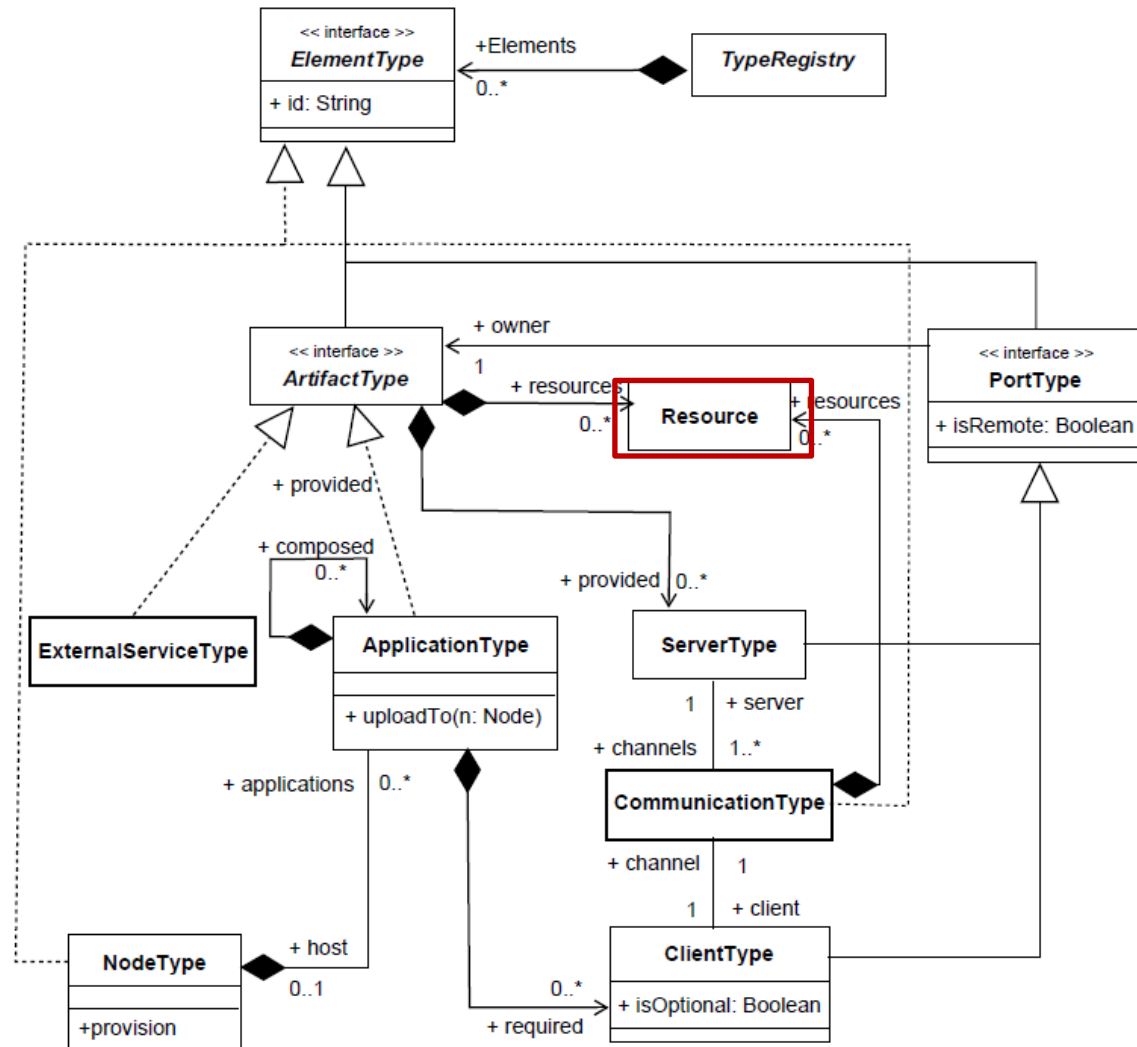 << interface >>
ElementType
+ id: String
+Elements
0..*
TypeRegistry
+ owner
1
<< interface >>
ArtifactType
<< interface >>
PortType
+ isRemote: Boolean
+ resources
0..*
Resource
+ resources
0..*
+ provided
+ composed
0..*
+ provided
0..*
ExternalServiceType
ApplicationType
+ uploadTo(n: Node)
ServerType
1
+ server
+ channels
1..*
+ applications
0..*
CommunicationType
+ channel
1
1
+ client
NodeType
+provision
+ host
0..1
0..*
+ required
ClientType
+ isOptional: Boolean